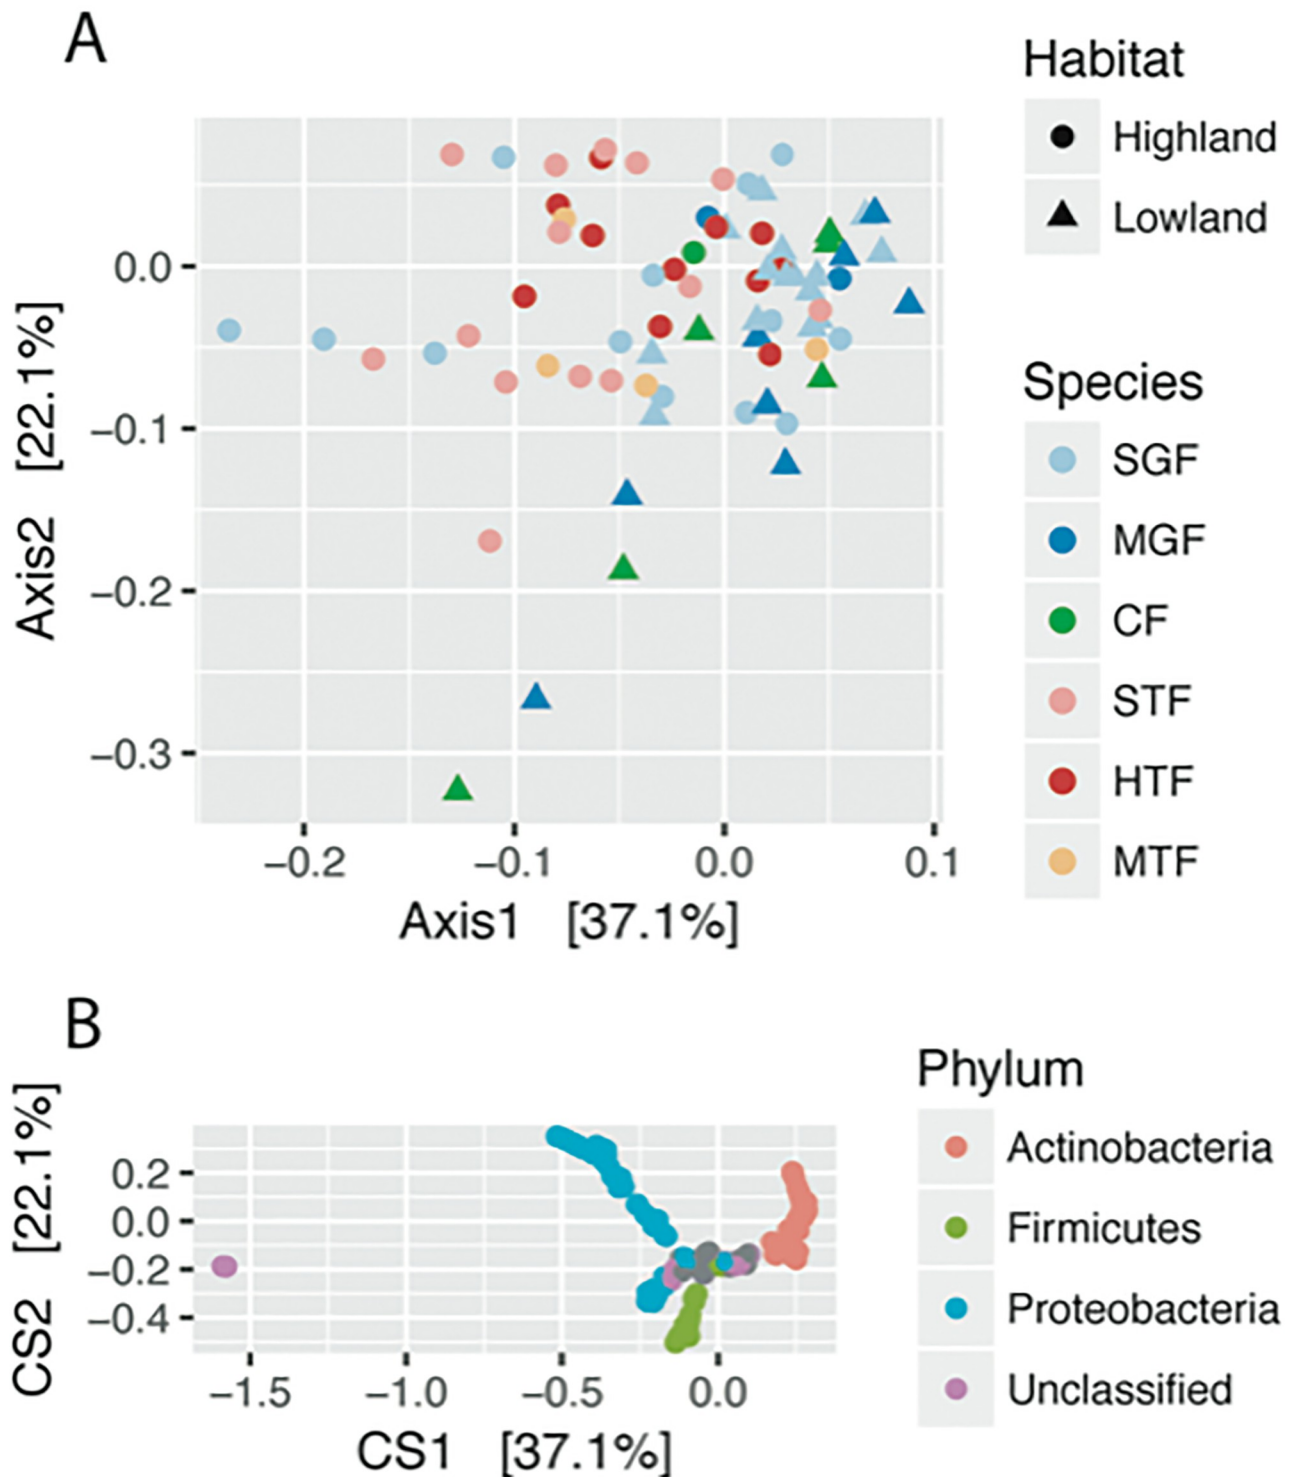 A
Habitat
Highland
Lowland
Species
SGF
MGF
CF
STF
HTF
MTF
Axis2 [22.1%]
0.0
−0.1
−0.2
−0.3
−0.2 −0.1 0.0 0.1
Axis1 [37.1%]
B
Phylum
Actinobacteria
Firmicutes
Proteobacteria
Unclassified
CS2 [22.1%]
0.2
0.0
−0.2
−0.4
−1.5 −1.0 −0.5 0.0
CS1 [37.1%]